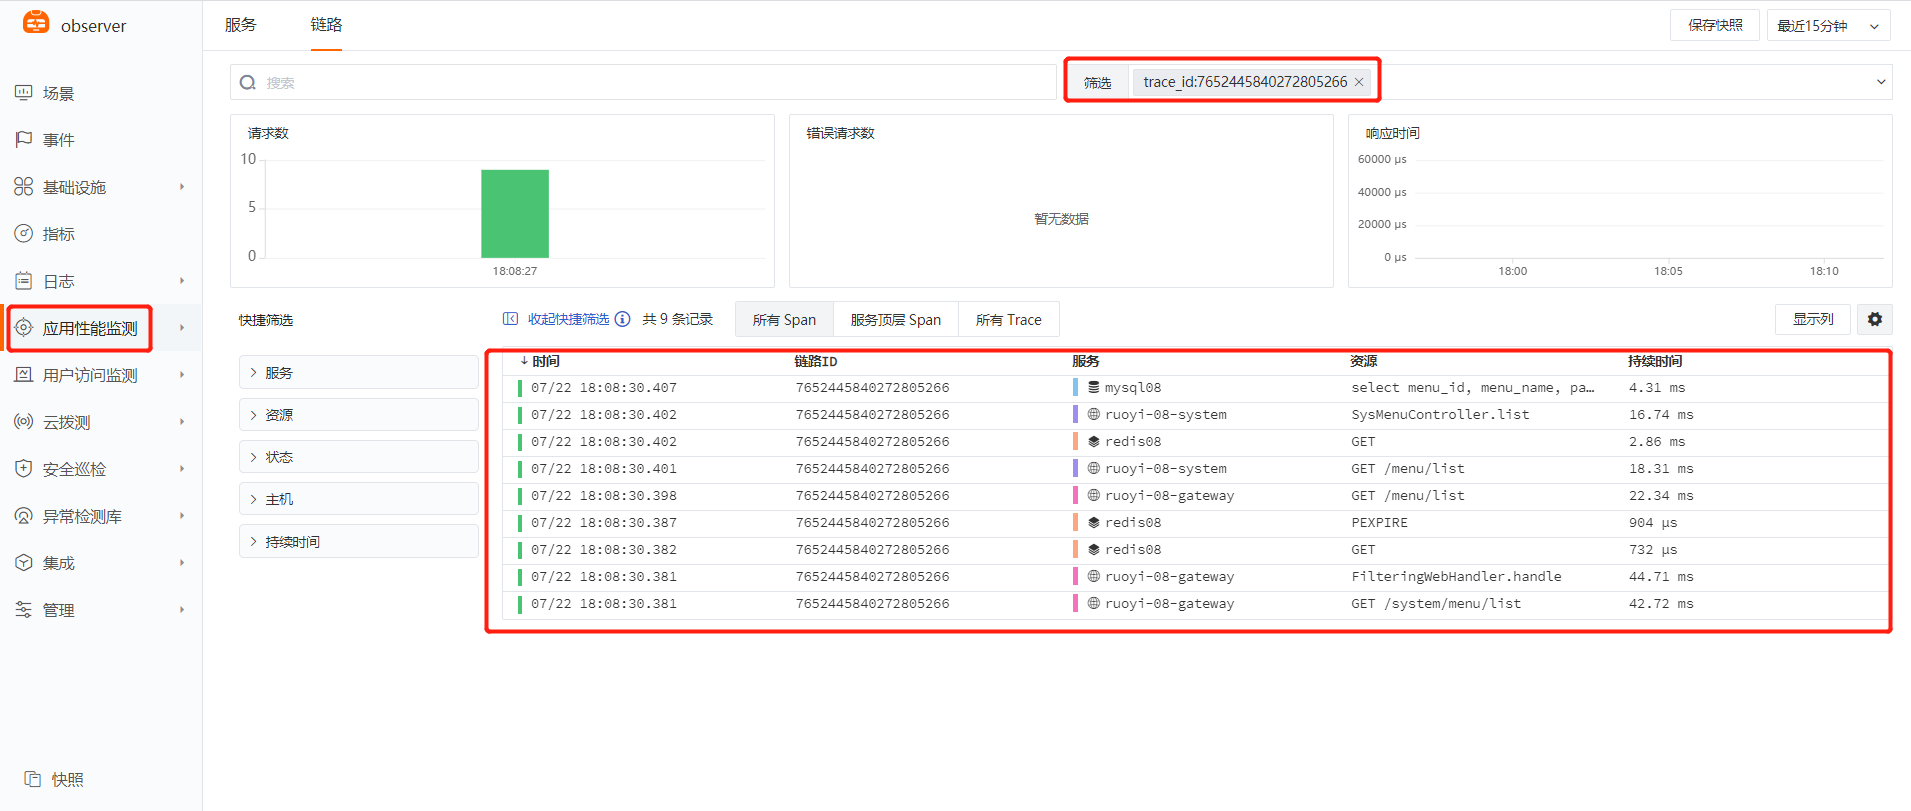 observer
服务
链路
保存快照
最近15分钟
场景
事件
基础设施
指标
日志
应用性能监测
用户访问监测
云拨测
安全巡检
异常检测库
集成
管理
快照
搜索
筛选
trace_id:7652445840272805266
请求数
10
5
0
18:08:27
错误请求数
暂无数据
响应时间
60000 μs
40000 μs
20000 μs
0 μs
18:00
18:05
18:10
快捷筛选
服务
资源
状态
主机
持续时间
收起快捷筛选
共 9 条记录
所有 Span
服务顶层 Span
所有 Trace
显示列
时间 链路ID 服务 资源 持续时间
07/22 18:08:30.407 7652445840272805266 mysql08 select menu_id, menu_name, pa… 4.31 ms
07/22 18:08:30.402 7652445840272805266 ruoyi-08-system SysMenuController.list 16.74 ms
07/22 18:08:30.402 7652445840272805266 redis08 GET 2.86 ms
07/22 18:08:30.401 7652445840272805266 ruoyi-08-system GET /menu/list 18.31 ms
07/22 18:08:30.398 7652445840272805266 ruoyi-08-gateway GET /menu/list 22.34 ms
07/22 18:08:30.387 7652445840272805266 redis08 PEXPIRE 904 μs
07/22 18:08:30.382 7652445840272805266 redis08 GET 732 μs
07/22 18:08:30.381 7652445840272805266 ruoyi-08-gateway FilteringWebHandler.handle 44.71 ms
07/22 18:08:30.381 7652445840272805266 ruoyi-08-gateway GET /system/menu/list 42.72 ms